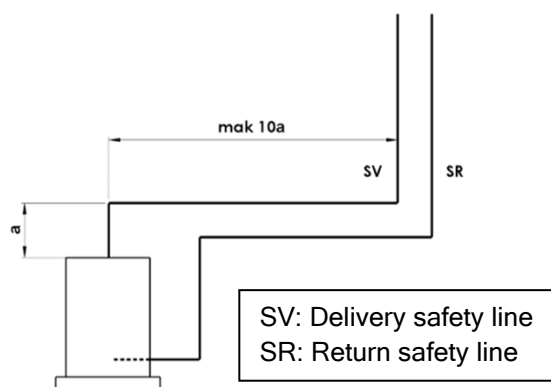 mak 10a
SV
SR
a
SV: Delivery safety line
SR: Return safety line